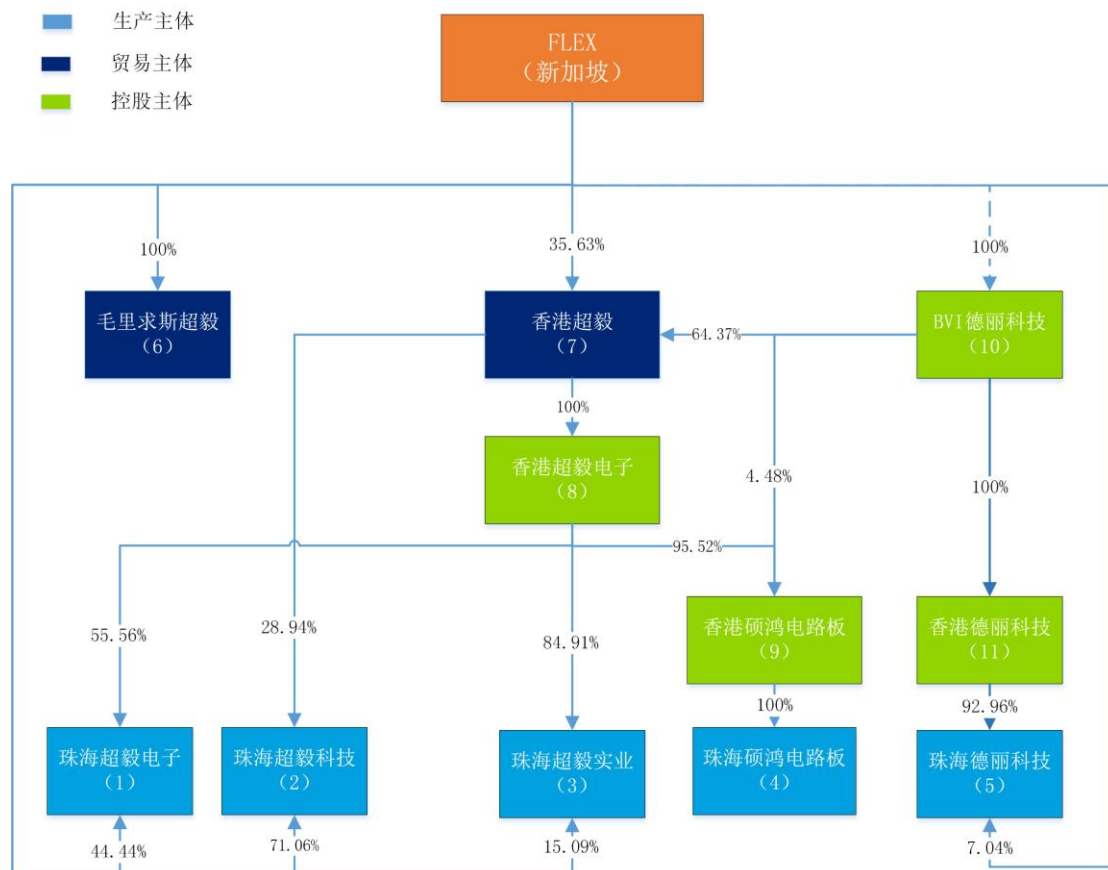 生产主体
贸易主体
控股主体
FLEX
（新加坡）
100%
35.63%
100%
毛里求斯超毅
（6）
香港超毅
（7）
64.37%
BVI德丽科技
（10）
100%
香港超毅电子
（8）
4.48%
100%
95.52%
55.56%
28.94%
84.91%
香港硕鸿电路板
（9）
香港德丽科技
（11）
100%
92.96%
珠海超毅电子
（1）
珠海超毅科技
（2）
珠海超毅实业
（3）
珠海硕鸿电路板
（4）
珠海德丽科技
（5）
44.44%
71.06%
15.09%
7.04%